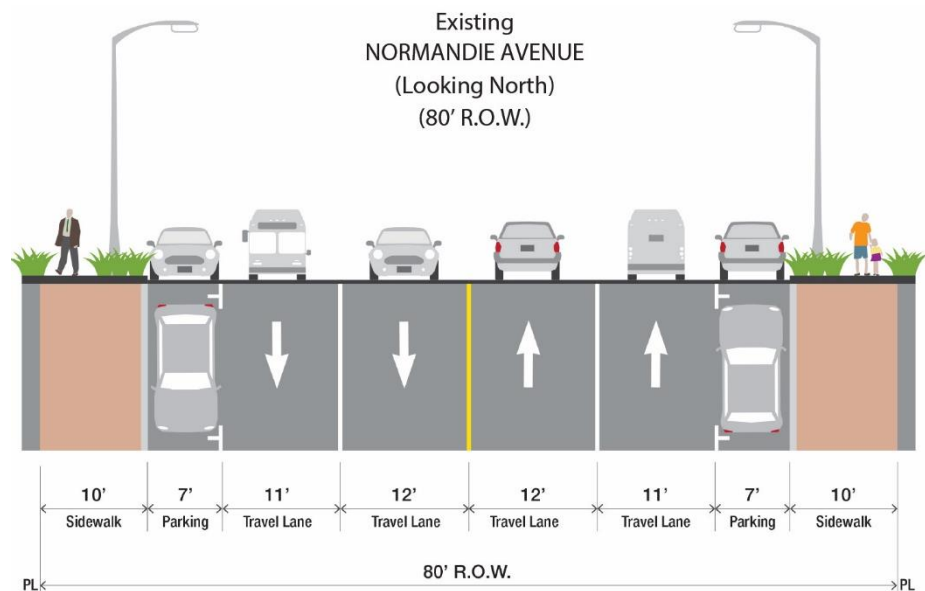 Existing
NORMANDIE AVENUE
(Looking North)
(80' R.O.W.)
10' 7' 11' 12' 12' 11' 7' 10'
Sidewalk Parking Travel Lane Travel Lane Travel Lane Travel Lane Parking Sidewalk
80' R.O.W.
PL PL